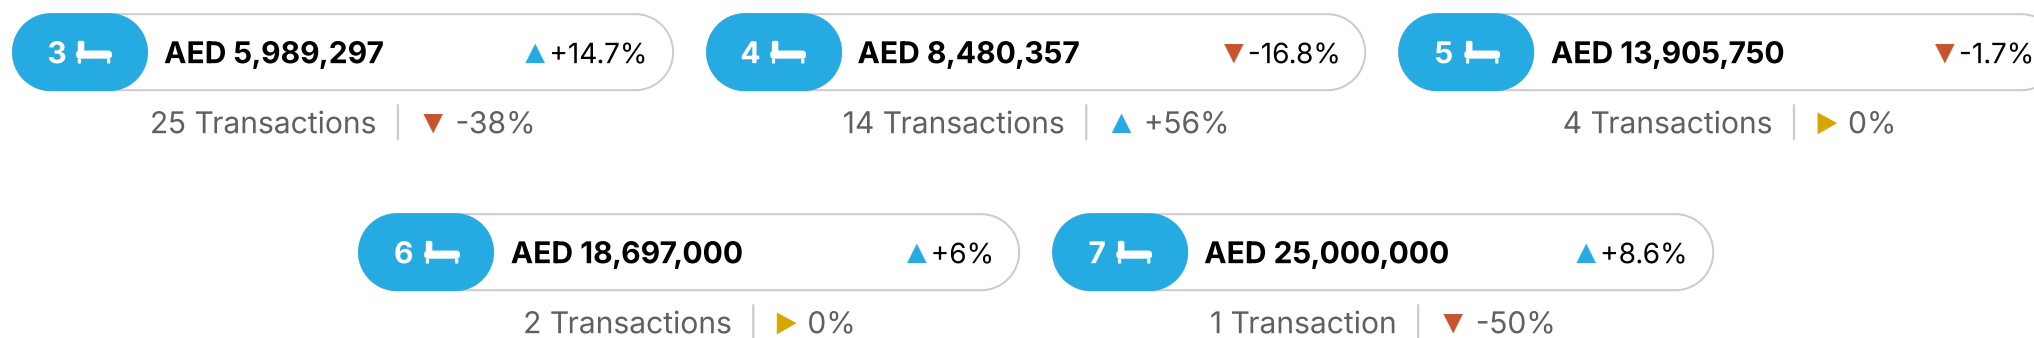 3 AED 5,989,297 ▲+14.7% 4 AED 8,480,357 ▼-16.8% 5 AED 13,905,750 ▼-1.7%
25 Transactions | ▼ -38% 14 Transactions | ▲ +56% 4 Transactions | ▶ 0%
6 AED 18,697,000 ▲+6% 7 AED 25,000,000 ▲+8.6%
2 Transactions | ▶ 0% 1 Transaction | ▼ -50%